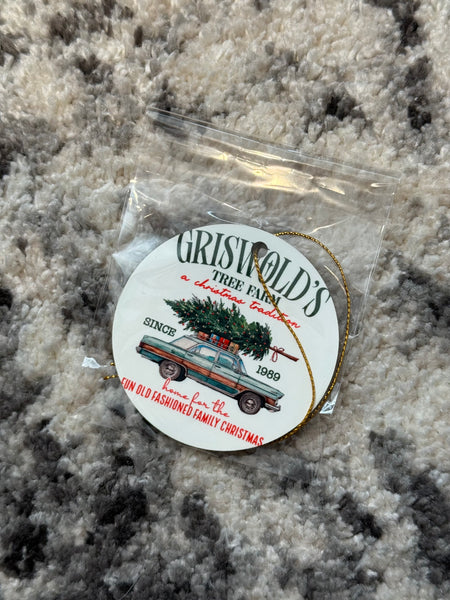 GRISWOLD'S
TREE FARM
a christmas tradition
SINCE 1989
home for the
FUN OLD FASHIONED FAMILY CHRISTMAS